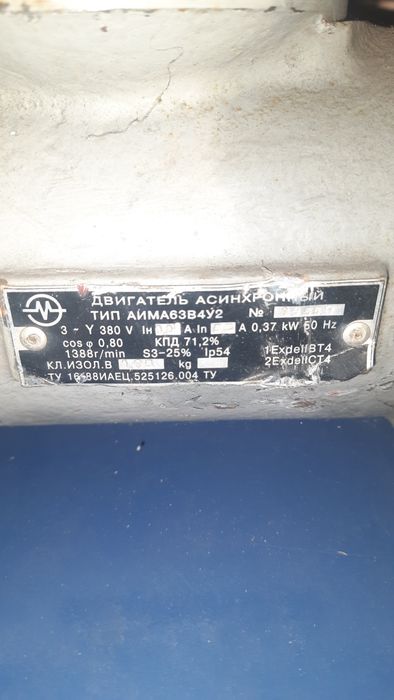 ДВИГАТЕЛЬ АСИНХРОННЫЙ
ТИП АИМА63В4У2 №
3 ~ Y 380 V Iн A Iп A 0,37 kW 50 Hz
cos φ 0,80 КПД 71,2% 1ExdeIIBT4
1388r/min S3-25% Ip54 2ExdeIICT4
КЛ.ИЗОЛ.В kg
ТУ 16-88ИАЕЦ.525126.004 ТУ